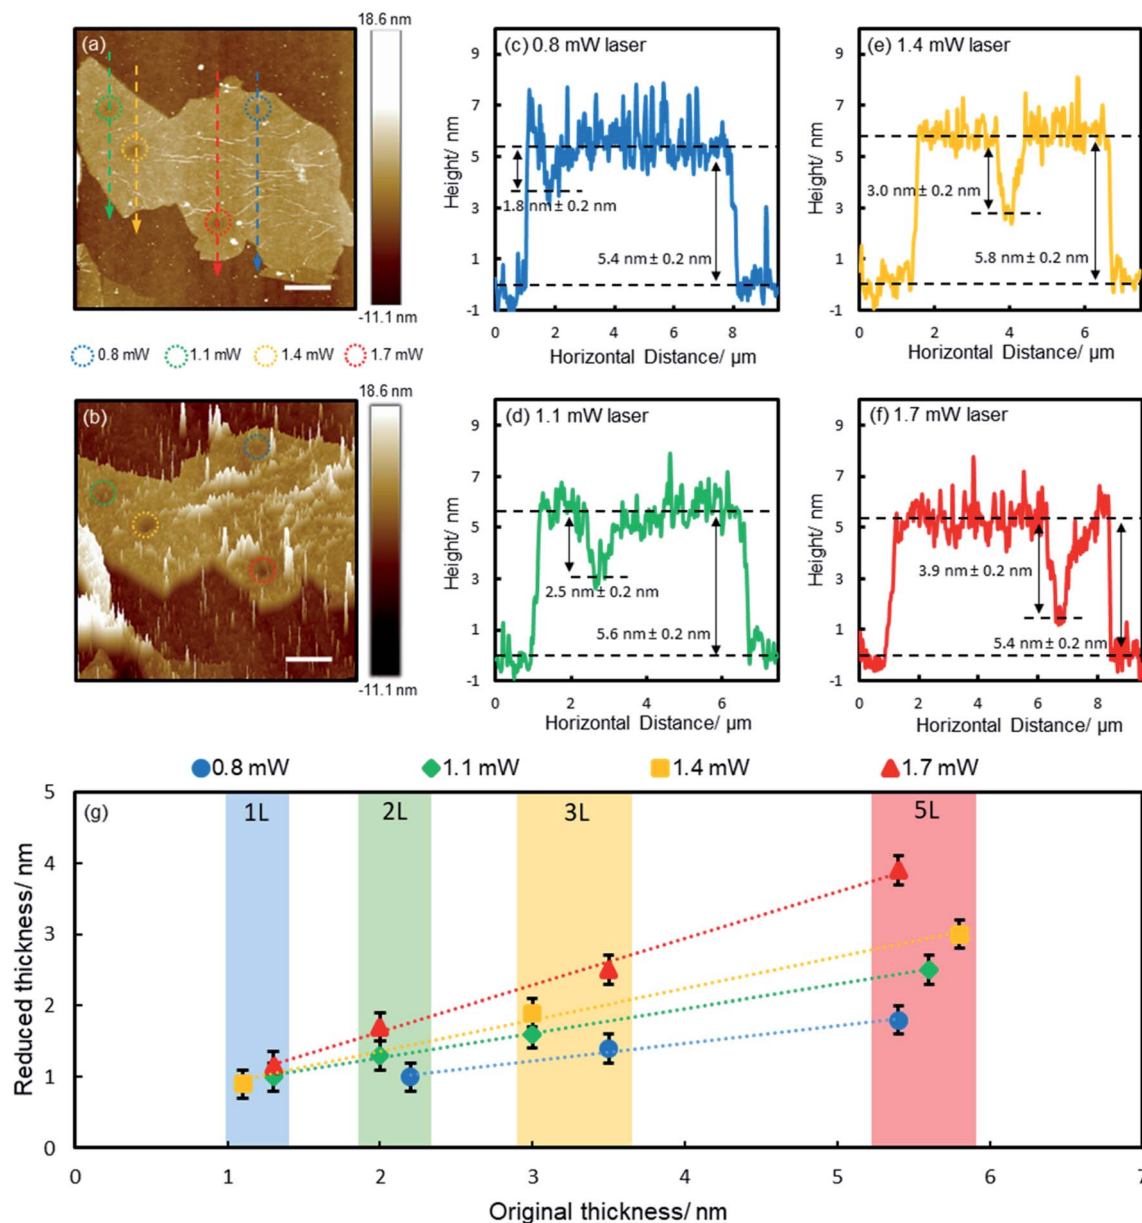 (a)
18.6 nm
-11.1 nm
0.8 mW 1.1 mW 1.4 mW 1.7 mW
(b)
18.6 nm
-11.1 nm
(c) 0.8 mW laser
Height/ nm
9
7
5
3
1
-1
1.8 nm ± 0.2 nm
5.4 nm ± 0.2 nm
0 2 4 6 8
Horizontal Distance/ µm
(e) 1.4 mW laser
Height/ nm
9
7
5
3
1
-1
3.0 nm ± 0.2 nm
5.8 nm ± 0.2 nm
0 2 4 6
Horizontal Distance/ µm
(d) 1.1 mW laser
Height/ nm
9
7
5
3
1
-1
2.5 nm ± 0.2 nm
5.6 nm ± 0.2 nm
0 2 4 6
Horizontal Distance/ µm
(f) 1.7 mW laser
Height/ nm
9
7
5
3
1
-1
3.9 nm ± 0.2 nm
5.4 nm ± 0.2 nm
0 2 4 6 8
Horizontal Distance/ µm
0.8 mW 1.1 mW 1.4 mW 1.7 mW
(g)
1L 2L 3L 5L
Reduced thickness/ nm
5
4
3
2
1
0
0 1 2 3 4 5 6 7
Original thickness/ nm